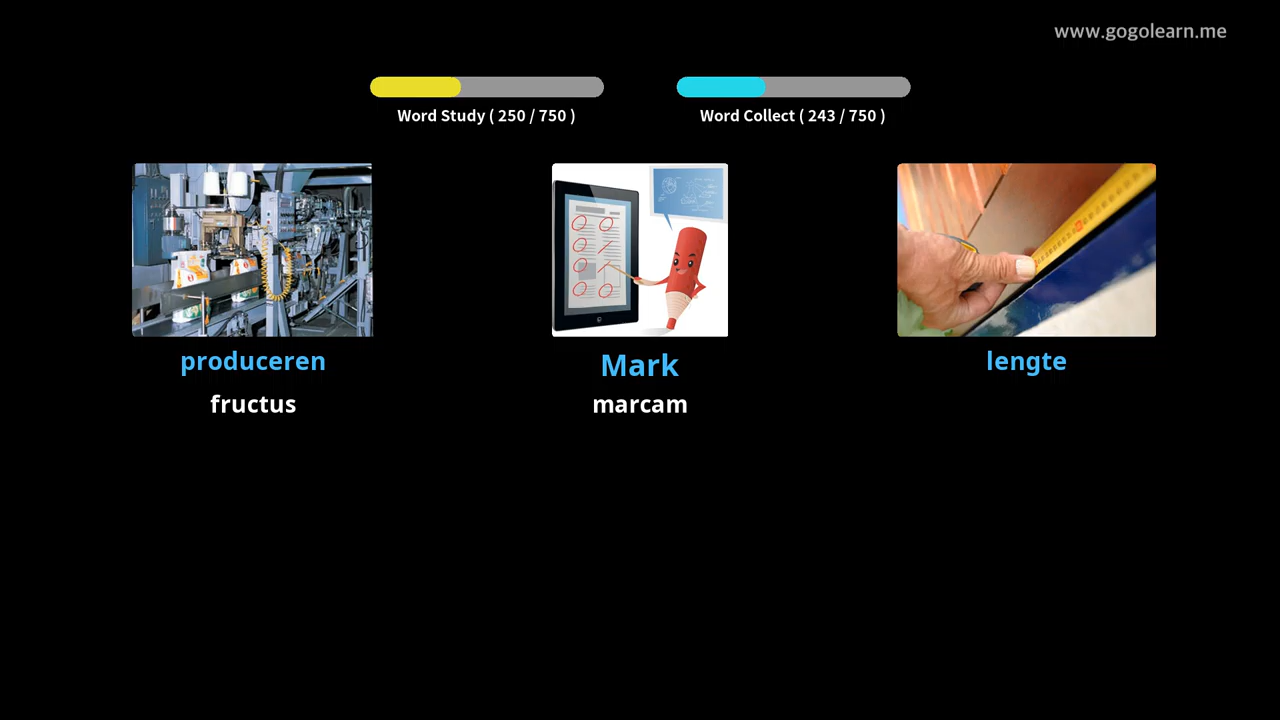 www.gogolearn.me
Word Study ( 250 / 750 )
Word Collect ( 243 / 750 )
produceren
Mark
lengte
fructus
marcam